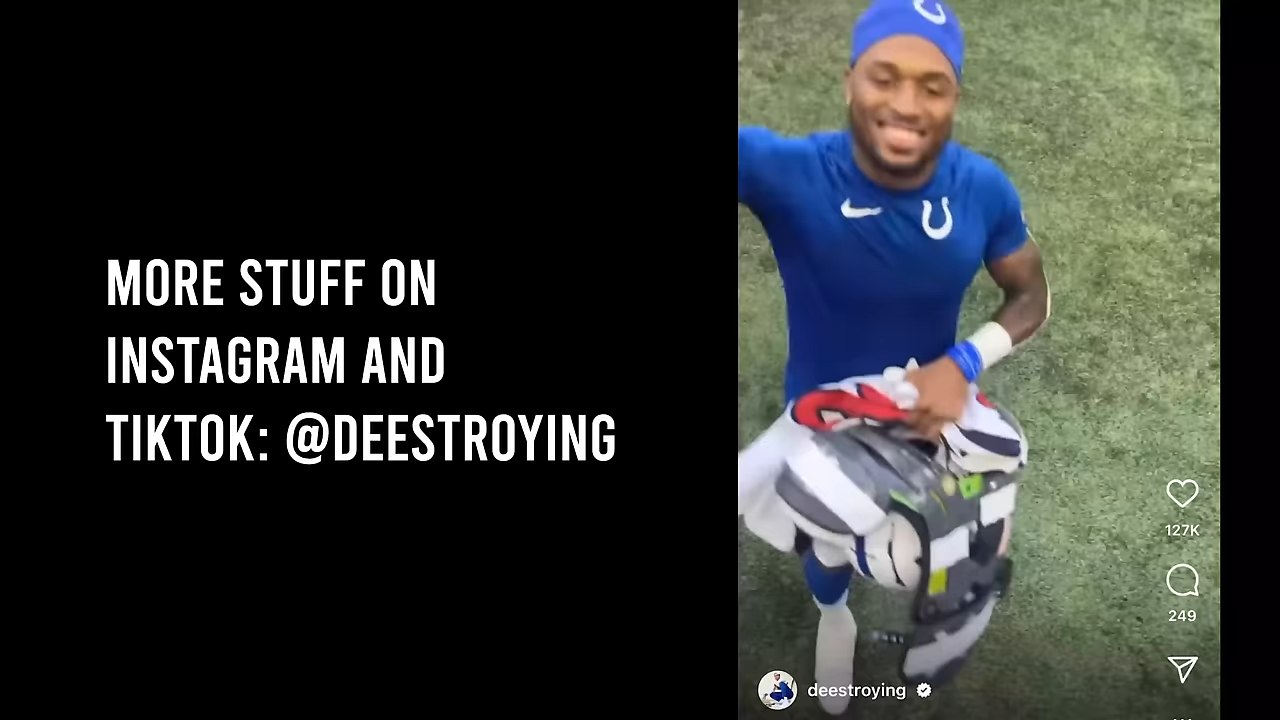 MORE STUFF ON
INSTAGRAM AND
TIKTOK: @DEESTROYING
127K
249
deestroying